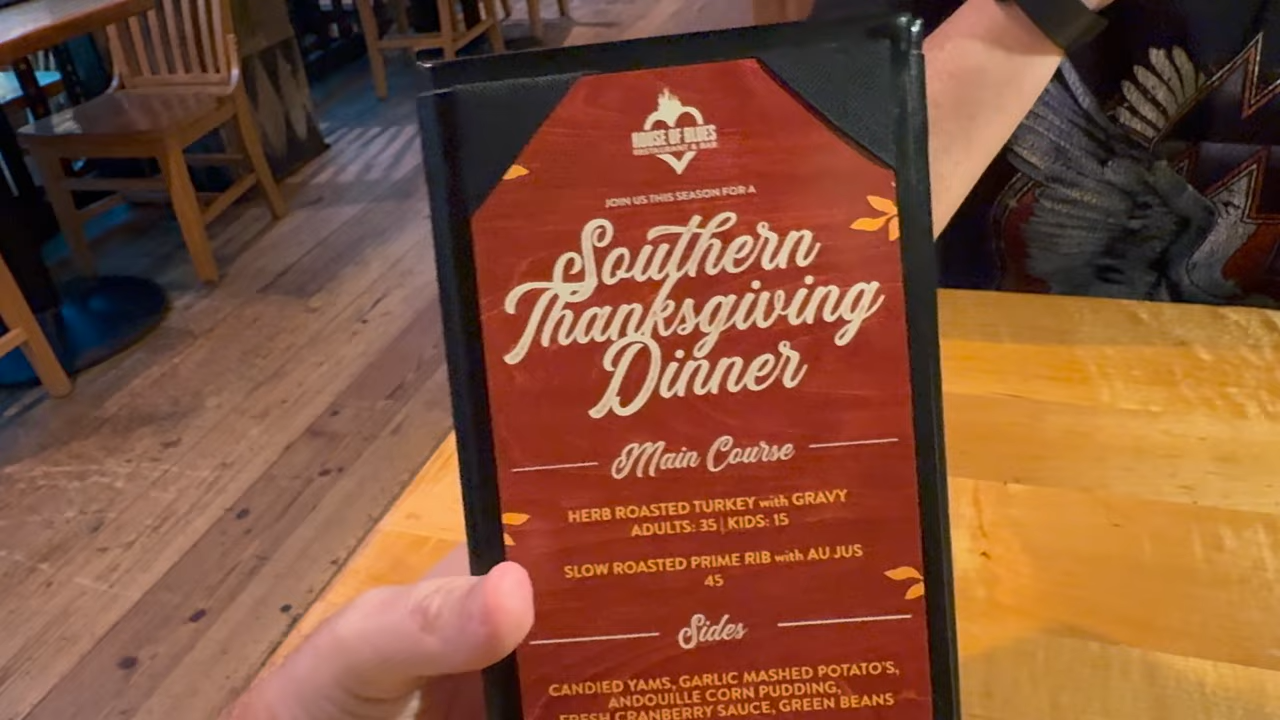 HOUSE OF BLUES
RESTAURANT & BAR
JOIN US THIS SEASON FOR A
Southern
Thanksgiving
Dinner
Main Course
HERB ROASTED TURKEY with GRAVY
ADULTS: 35 | KIDS: 15
SLOW ROASTED PRIME RIB with AU JUS
45
Sides
CANDIED YAMS, GARLIC MASHED POTATO'S,
ANDOUILLE CORN PUDDING,
FRESH CRANBERRY SAUCE, GREEN BEANS